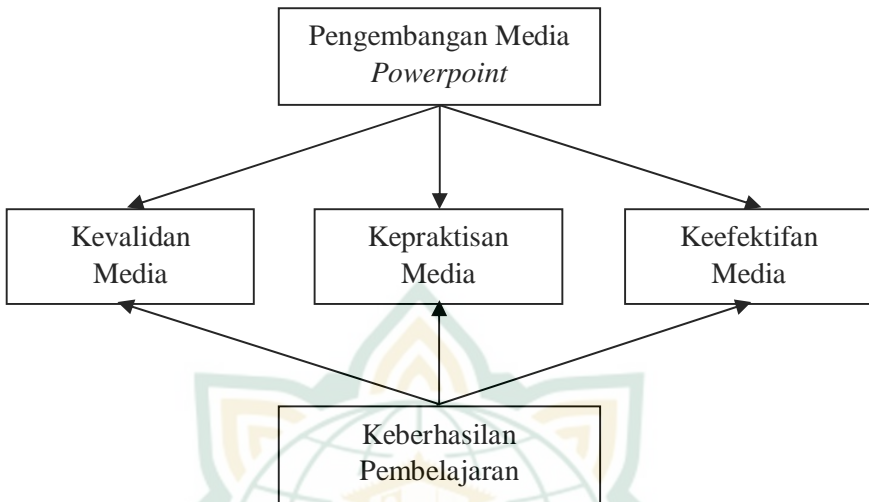 Pengembangan Media
Powerpoint
Kevalidan
Media
Kepraktisan
Media
Keefektifan
Media
Keberhasilan
Pembelajaran